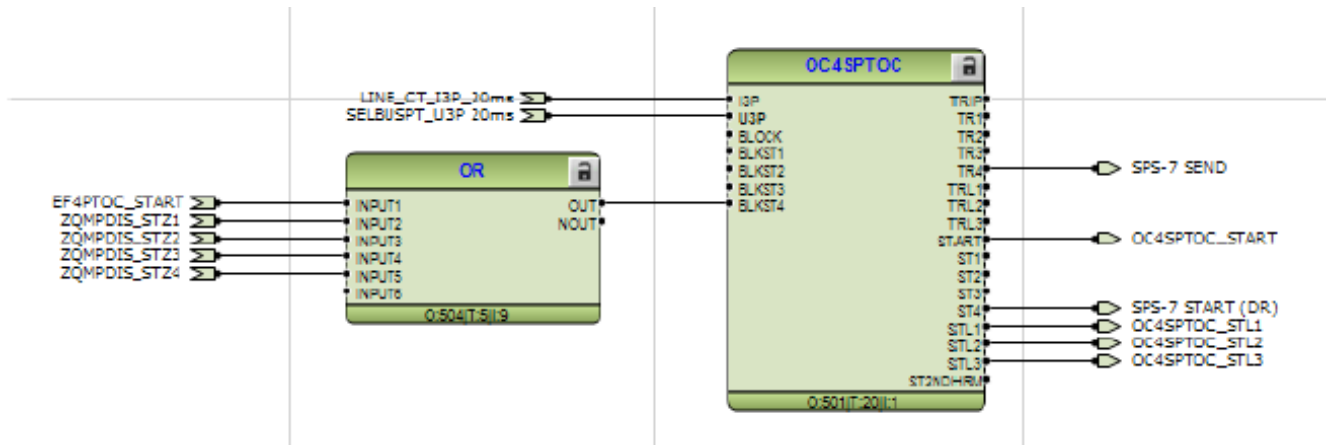 OC4SPTOC
LINE_CT_I3P_20ms
SELBUSPT_U3P 20ms
I3P
U3P
BLOCK
BLKST1
BLKST2
BLKST3
BLKST4
TRIP
TR1
TR2
TR3
TR4
TRL1
TRL2
TRL3
START
ST1
ST2
ST3
ST4
STL1
STL2
STL3
ST2NDHRM
O:501|T:20|I:1
OR
EF4PTOC_START
ZQMPDIS_STZ1
ZQMPDIS_STZ2
ZQMPDIS_STZ3
ZQMPDIS_STZ4
INPUT1
INPUT2
INPUT3
INPUT4
INPUT5
INPUT6
OUT
NOUT
O:504|T:5|I:9
SPS-7 SEND
OC4SPTOC_START
SPS-7 START (DR)
OC4SPTOC_STL1
OC4SPTOC_STL2
OC4SPTOC_STL3